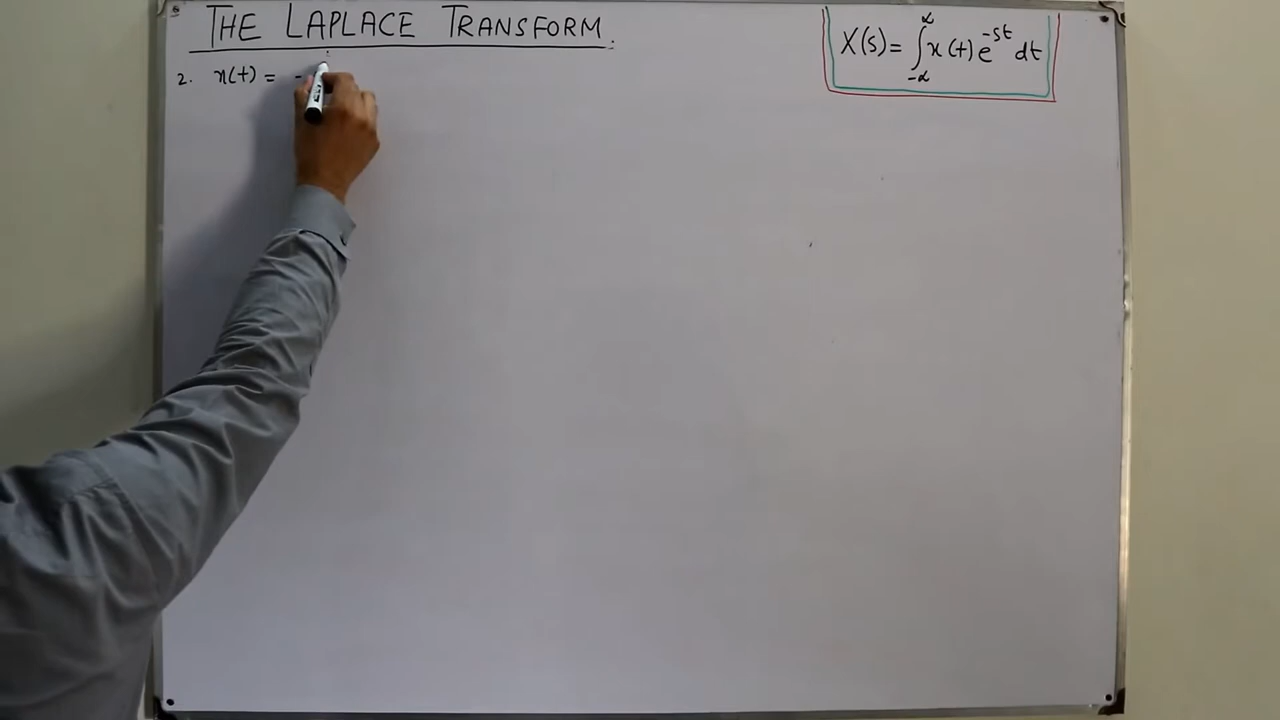 THE LAPLACE TRANSFORM.
X(s) = ∫_{-∞}^{∞} x(t) e^{-st} dt
2. x(t) = -